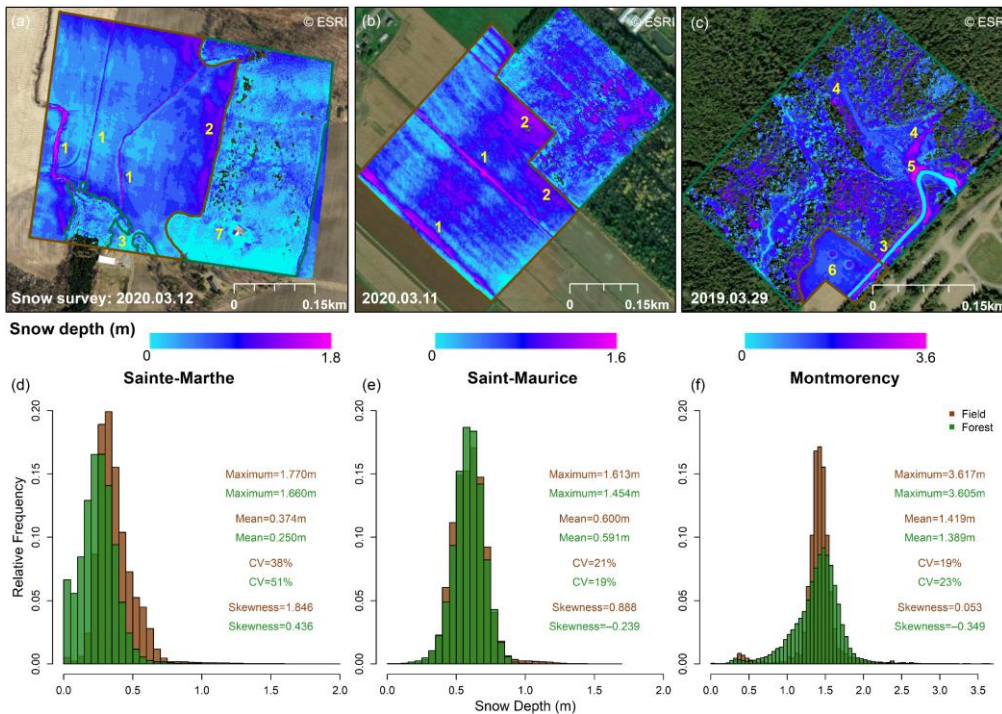 (a)
© ESRI
1
1
1
2
3
7
Snow survey: 2020.03.12
0
0.15km
(b)
© ESRI
2
1
2
1
2020.03.11
0
0.15km
(c)
© ESRI
4
4
5
3
6
2019.03.29
0
0.15km
Snow depth (m)
0
1.8
0
1.6
0
3.6
(d)
Sainte-Marthe
Relative Frequency
0.20
0.15
0.10
0.05
0.00
Maximum=1.770m
Maximum=1.660m
Mean=0.374m
Mean=0.250m
CV=38%
CV=51%
Skewness=1.846
Skewness=0.436
0.0
0.5
1.0
1.5
2.0
(e)
Saint-Maurice
0.20
0.15
0.10
0.05
0.00
Maximum=1.613m
Maximum=1.454m
Mean=0.600m
Mean=0.591m
CV=21%
CV=19%
Skewness=0.888
Skewness=−0.239
0.0
0.5
1.0
1.5
2.0
Snow Depth (m)
(f)
Montmorency
Field
Forest
0.20
0.15
0.10
0.05
0.00
Maximum=3.617m
Maximum=3.605m
Mean=1.419m
Mean=1.389m
CV=19%
CV=23%
Skewness=0.053
Skewness=−0.349
0.0
0.5
1.0
1.5
2.0
2.5
3.0
3.5